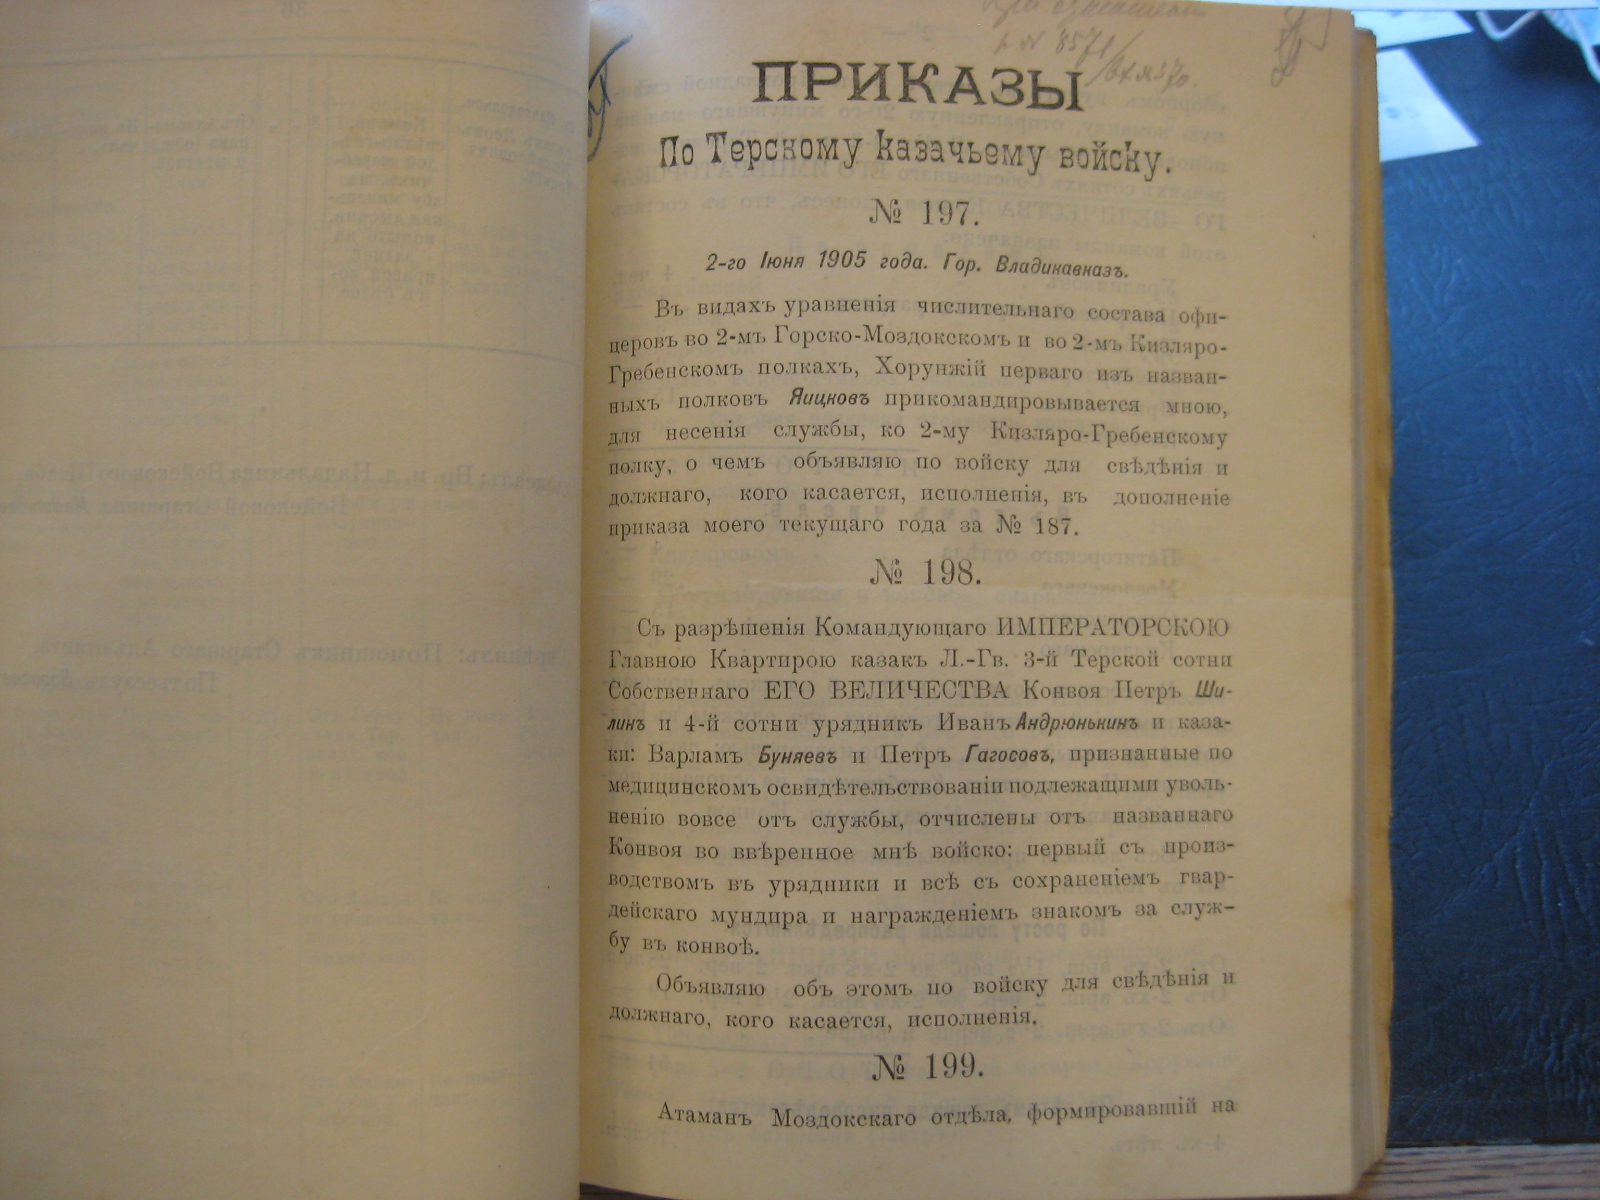 ПРИКАЗЫ
По Терскому казачьему войску.
№ 197.
2-го Іюня 1905 года. Гор. Владикавказъ.
Въ видахъ уравненія числительнаго состава офи-
церовъ во 2-мъ Горско-Моздокскомъ и во 2-мъ Кизляро-
Гребенскомъ полкахъ, Хорунжій перваго изъ назван-
ныхъ полковъ Яицковъ прикомандировывается мною,
для несенія службы, ко 2-му Кизляро-Гребенскому
полку, о чемъ объявляю по войску для свѣдѣнія и
должнаго, кого касается, исполненія, въ дополненіе
приказа моего текущаго года за № 187.
№ 198.
Съ разрѣшенія Командующаго ИМПЕРАТОРСКОЮ
Главною Квартирою казакъ Л.-Гв. 3-й Терской сотни
Собственнаго ЕГО ВЕЛИЧЕСТВА Конвоя Петръ Ши-
линъ и 4-й сотни урядникъ Иванъ Андрюнькинъ и каза-
ки: Варламъ Буняевъ и Петръ Гагосовъ, признанные по
медицинскомъ освидѣтельствованіи подлежащими уволь-
ненію вовсе отъ службы, отчислены отъ названнаго
Конвоя во ввѣренное мнѣ войско: первый съ произ-
водствомъ въ урядники и всѣ съ сохраненіемъ гвар-
дейскаго мундира и награжденіемъ знакомъ за служ-
бу въ конвоѣ.
Объявляю объ этомъ по войску для свѣдѣнія и
должнаго, кого касается, исполненія.
№ 199.
Атаманъ Моздокскаго отдѣла, формировавшій на